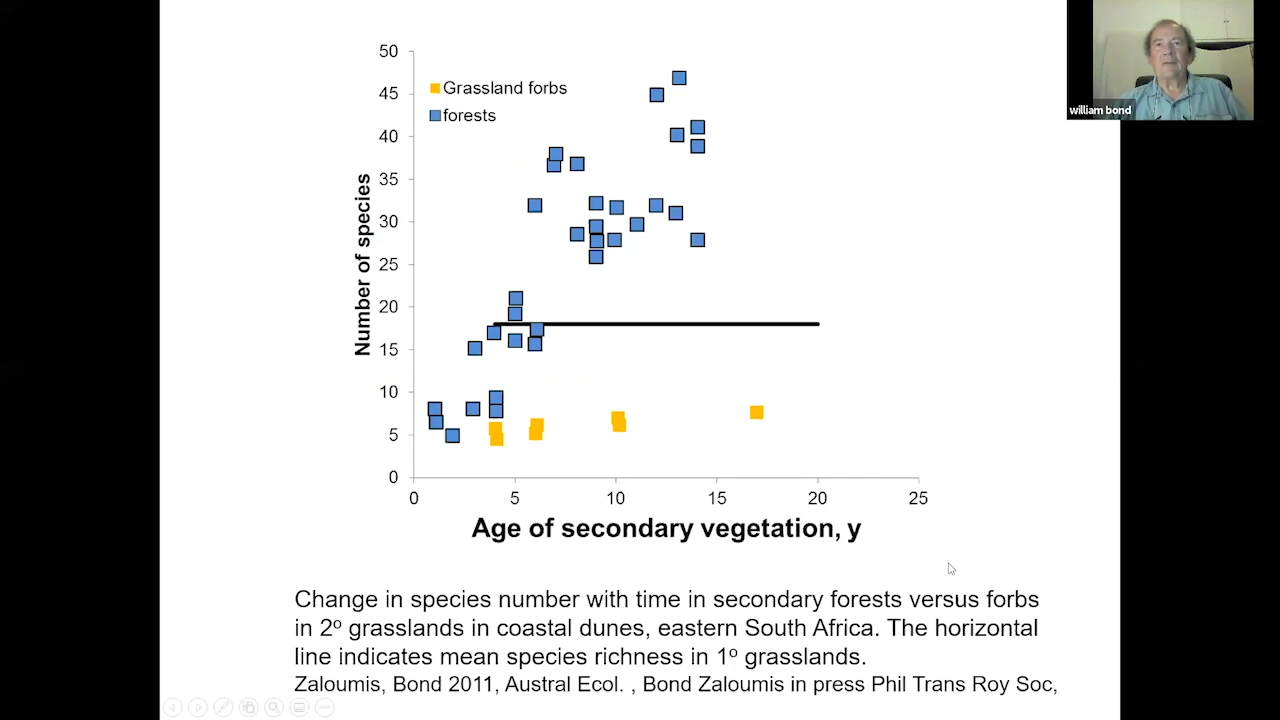 50
45
40
35
30
25
20
15
10
5
0
Grassland forbs
forests
Number of species
0 5 10 15 20 25
Age of secondary vegetation, y
william bond
Change in species number with time in secondary forests versus forbs
in 2º grasslands in coastal dunes, eastern South Africa. The horizontal
line indicates mean species richness in 1º grasslands.
Zaloumis, Bond 2011, Austral Ecol. , Bond Zaloumis in press Phil Trans Roy Soc,